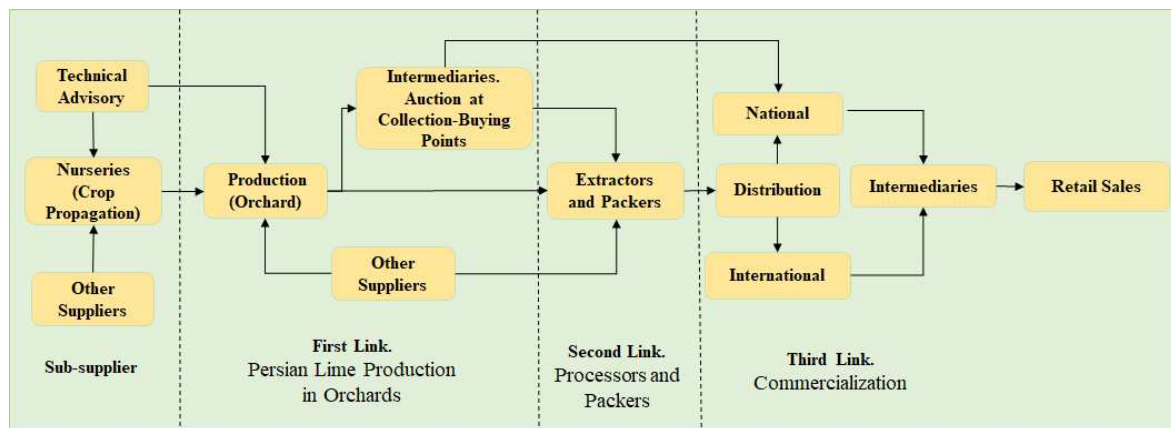 Technical
Advisory
Nurseries
(Crop
Propagation)
Other
Suppliers
Sub-supplier
Intermediaries.
Auction at
Collection-Buying
Points
Production
(Orchard)
Other
Suppliers
First Link.
Persian Lime Production
in Orchards
Extractors
and Packers
Second Link.
Processors and
Packers
National
Distribution
International
Intermediaries
Retail Sales
Third Link.
Commercialization